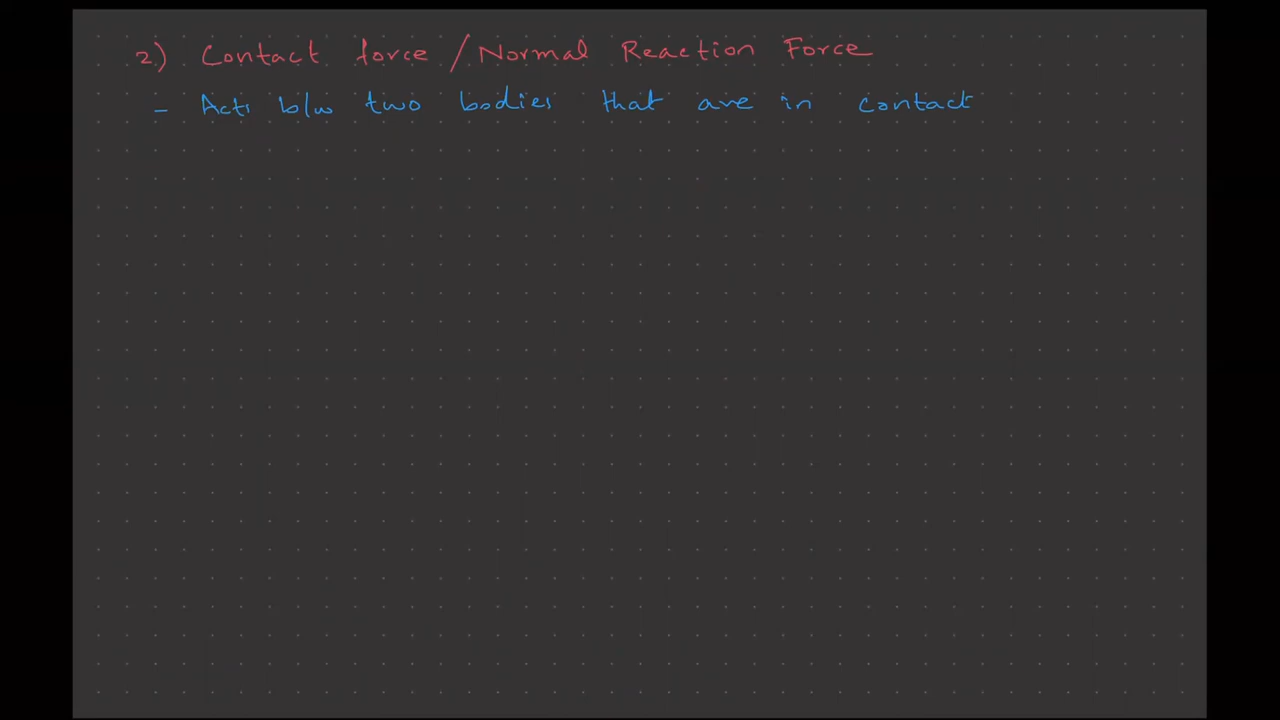 2) Contact force / Normal Reaction Force
- Acts b/w two bodies that are in contact